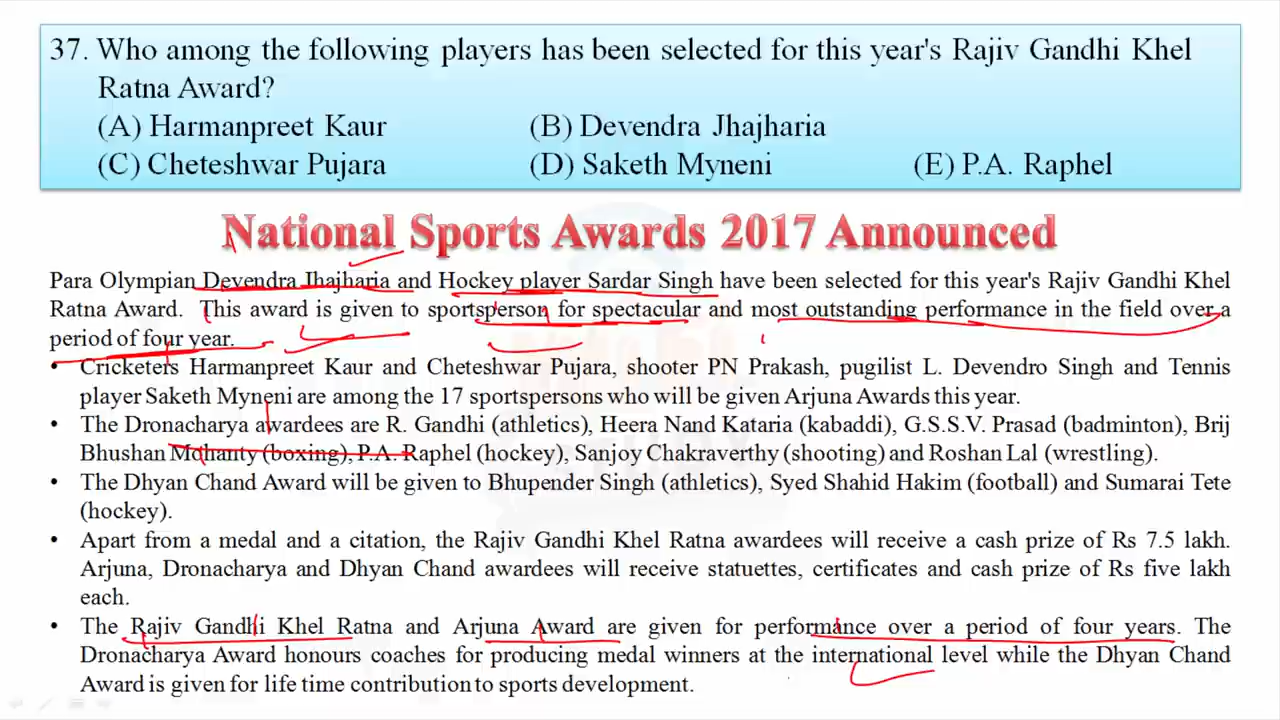 37. Who among the following players has been selected for this year's Rajiv Gandhi Khel
Ratna Award?
(A) Harmanpreet Kaur (B) Devendra Jhajharia
(C) Cheteshwar Pujara (D) Saketh Myneni (E) P.A. Raphel
National Sports Awards 2017 Announced
Para Olympian Devendra Jhajharia and Hockey player Sardar Singh have been selected for this year's Rajiv Gandhi Khel
Ratna Award. This award is given to sportsperson for spectacular and most outstanding performance in the field over a
period of four year.
• Cricketers Harmanpreet Kaur and Cheteshwar Pujara, shooter PN Prakash, pugilist L. Devendro Singh and Tennis
player Saketh Myneni are among the 17 sportspersons who will be given Arjuna Awards this year.
• The Dronacharya awardees are R. Gandhi (athletics), Heera Nand Kataria (kabaddi), G.S.S.V. Prasad (badminton), Brij
Bhushan Mohanty (boxing), P.A. Raphel (hockey), Sanjoy Chakraverthy (shooting) and Roshan Lal (wrestling).
• The Dhyan Chand Award will be given to Bhupender Singh (athletics), Syed Shahid Hakim (football) and Sumarai Tete
(hockey).
• Apart from a medal and a citation, the Rajiv Gandhi Khel Ratna awardees will receive a cash prize of Rs 7.5 lakh.
Arjuna, Dronacharya and Dhyan Chand awardees will receive statuettes, certificates and cash prize of Rs five lakh
each.
• The Rajiv Gandhi Khel Ratna and Arjuna Award are given for performance over a period of four years. The
Dronacharya Award honours coaches for producing medal winners at the international level while the Dhyan Chand
Award is given for life time contribution to sports development.